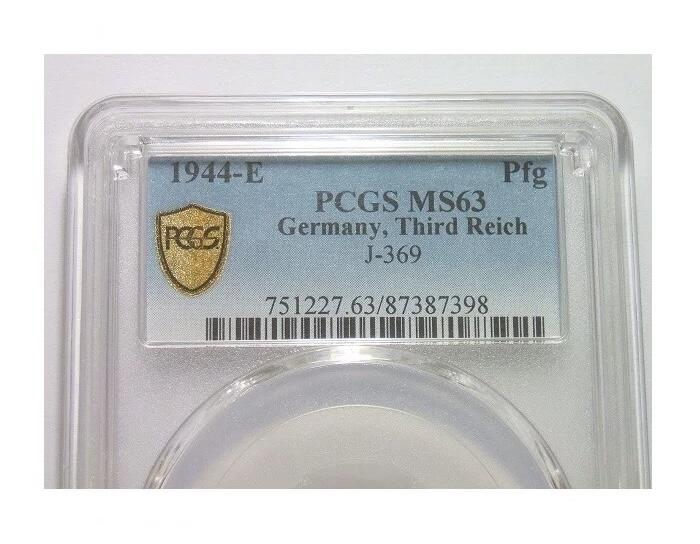 1944-E Pfg
PCGS MS63
Germany, Third Reich
J-369
PCGS
751227.63/87387398